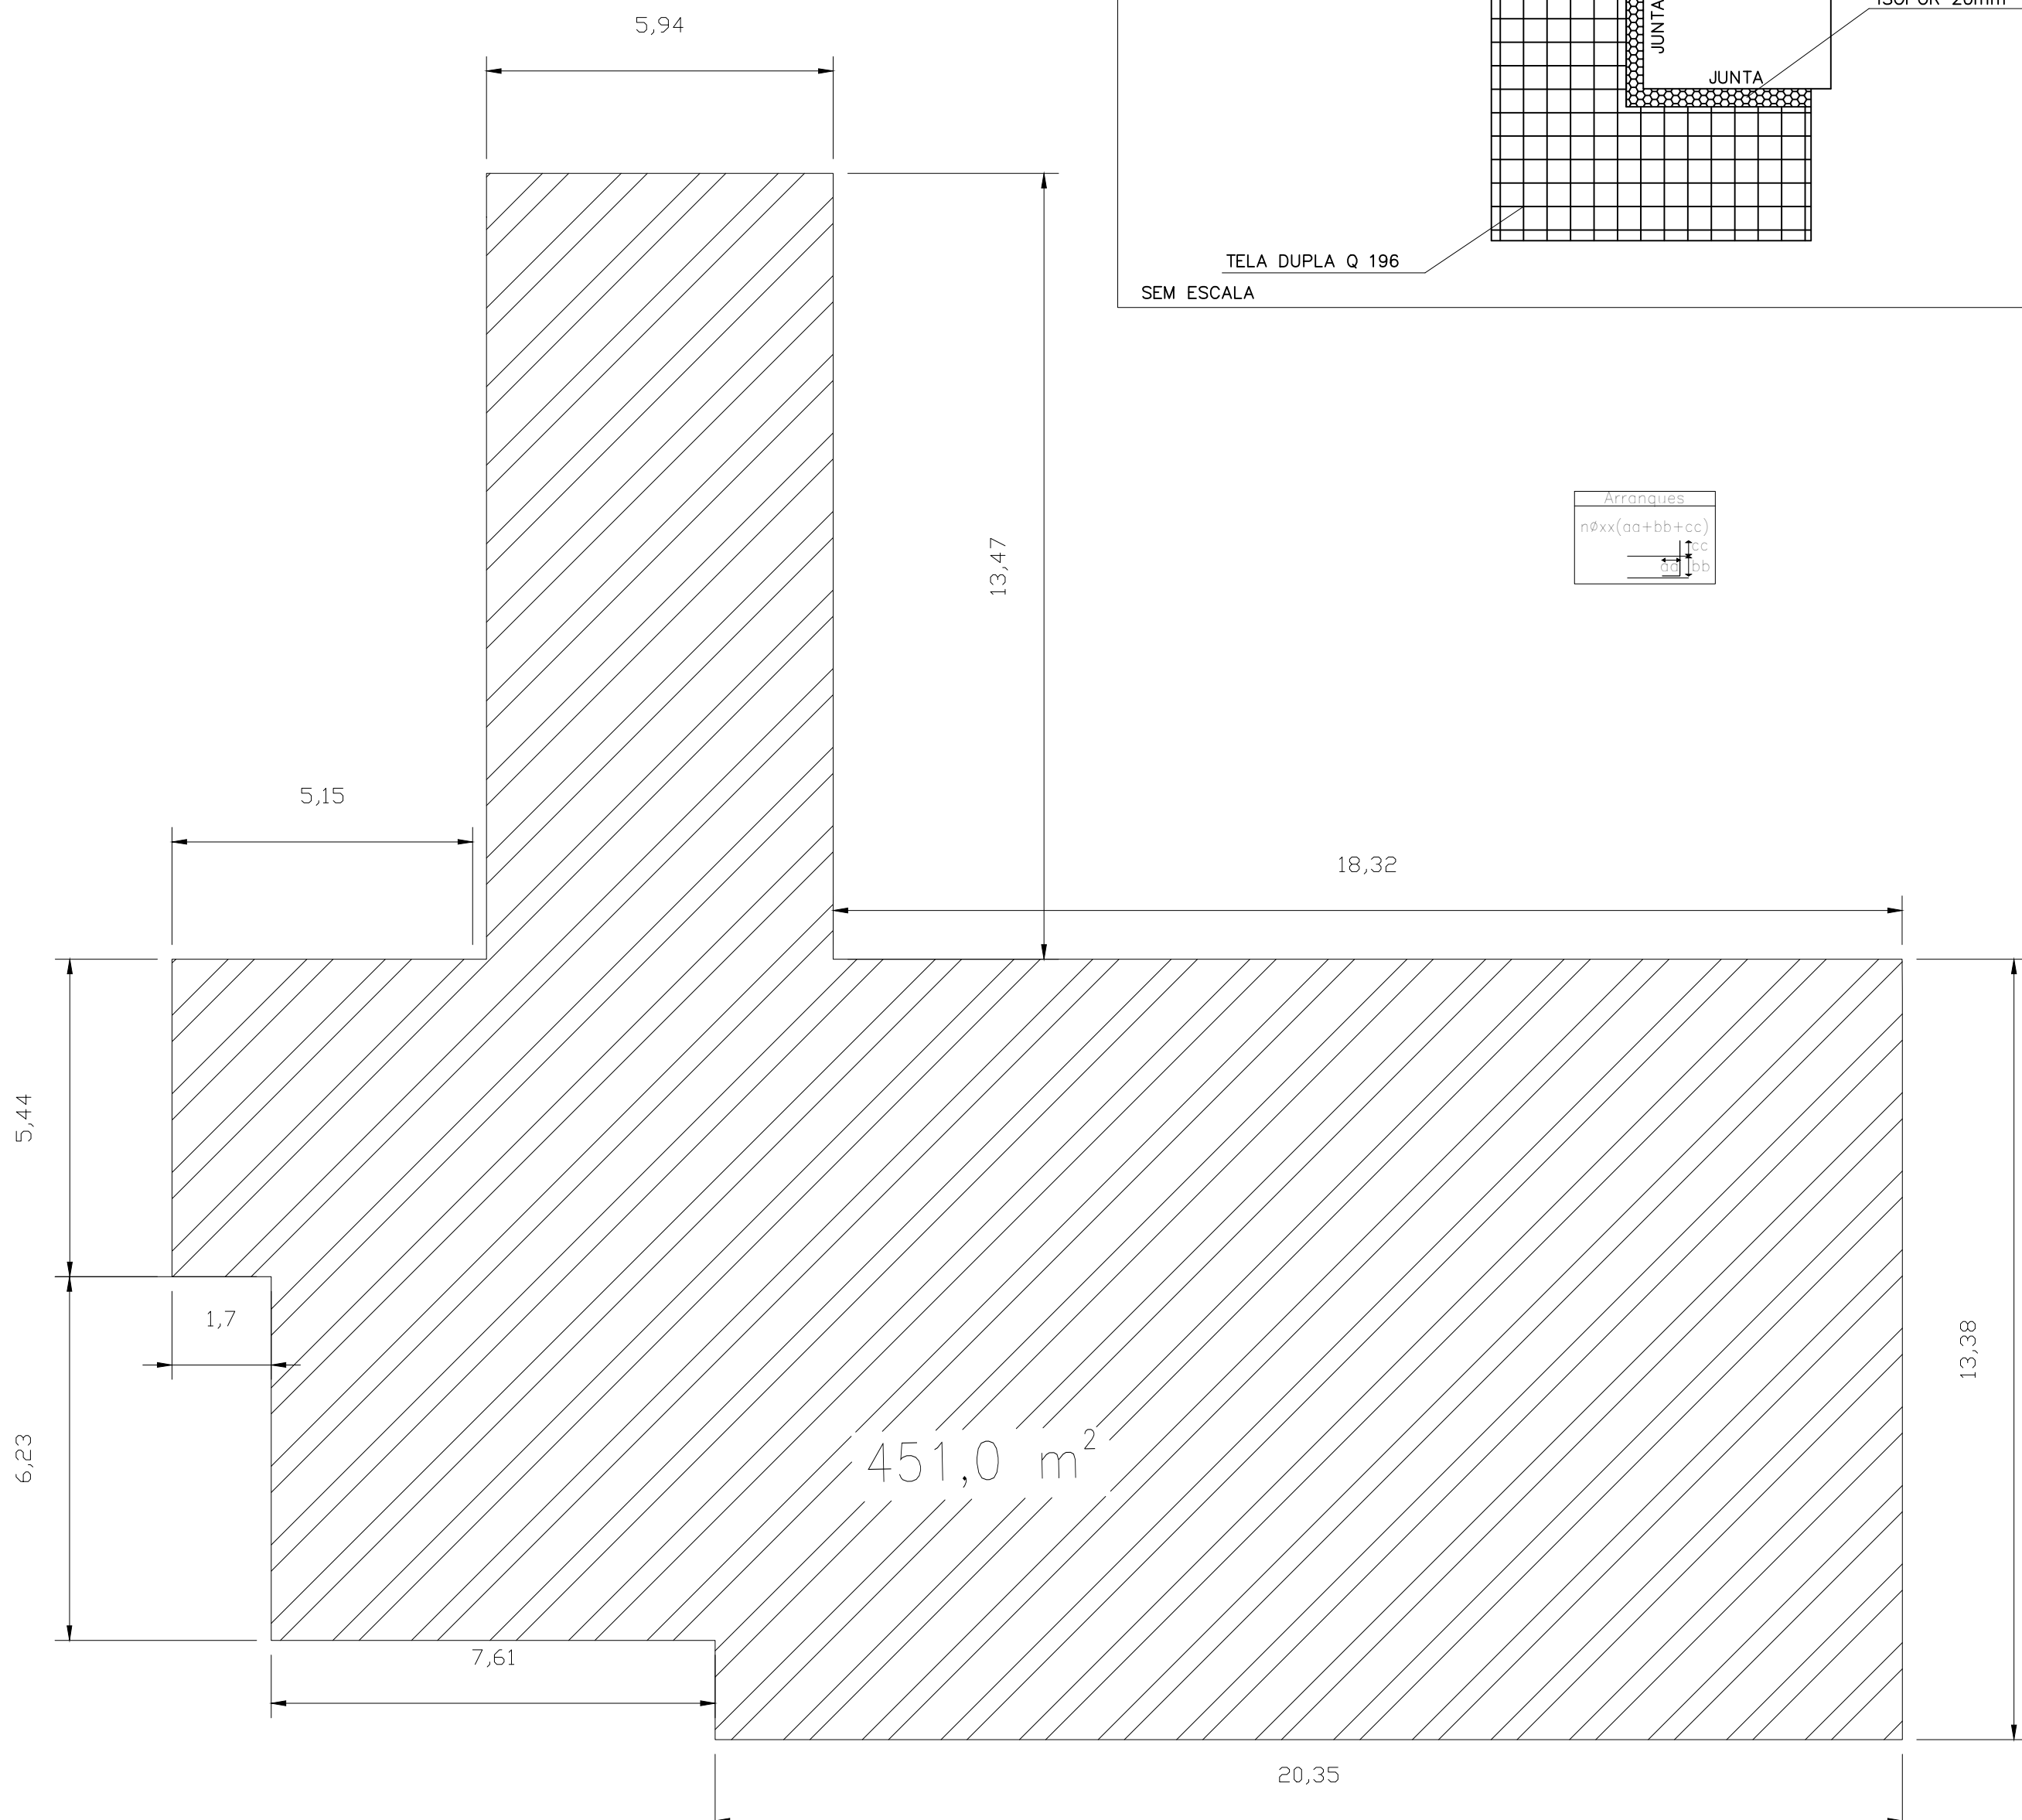 5,94
ISOPOR 20mm
JUNTA
JUNTA
TELA DUPLA Q 196
SEM ESCALA
Arranques
nØxx(aa+bb+cc)
cc
aa bb
13,47
5,15
18,32
5,44
1,7
13,38
6,23
451,0 m²
7,61
20,35